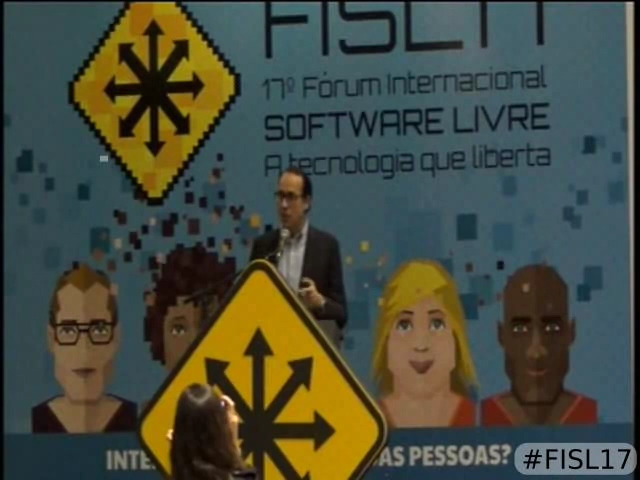 FISL17
17º Fórum Internacional
SOFTWARE LIVRE
A tecnologia que liberta
AS PESSOAS?
#FISL17